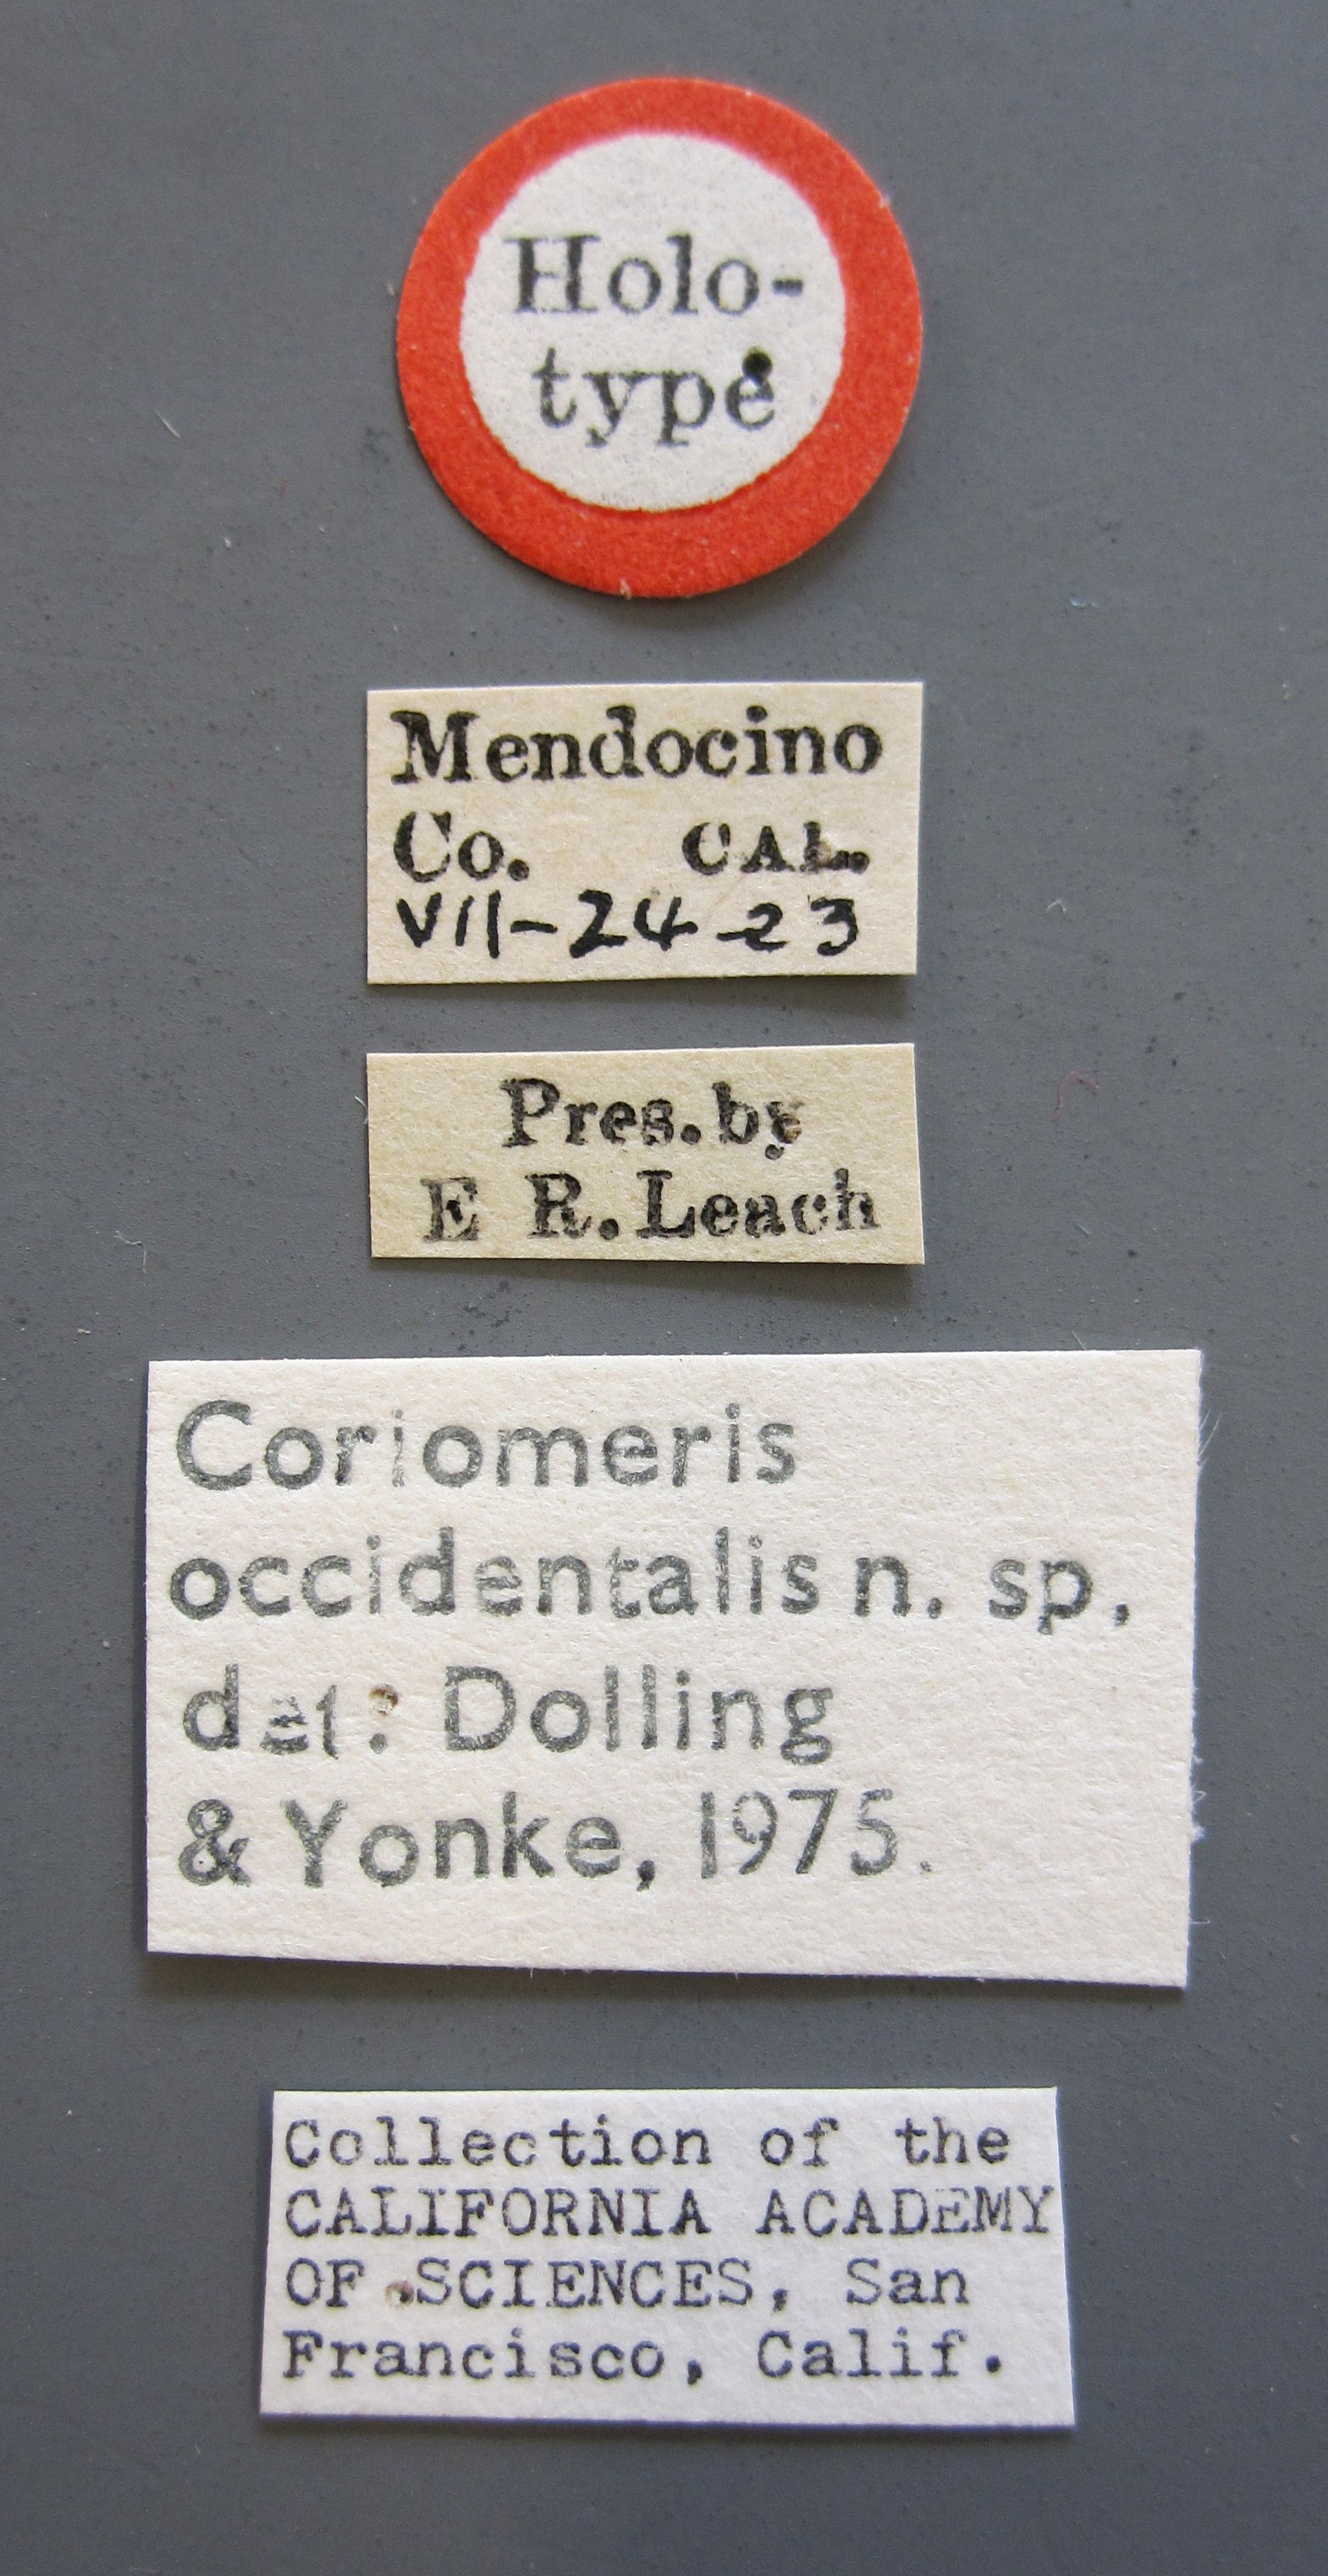 Holo-
type
Mendocino
Co. CAL.
VII-24-23
Pres. by
E R. Leach
Coriomeris
occidentalis n. sp.
det: Dolling
& Yonke, 1975.
Collection of the
CALIFORNIA ACADEMY
OF SCIENCES, San
Francisco, Calif.